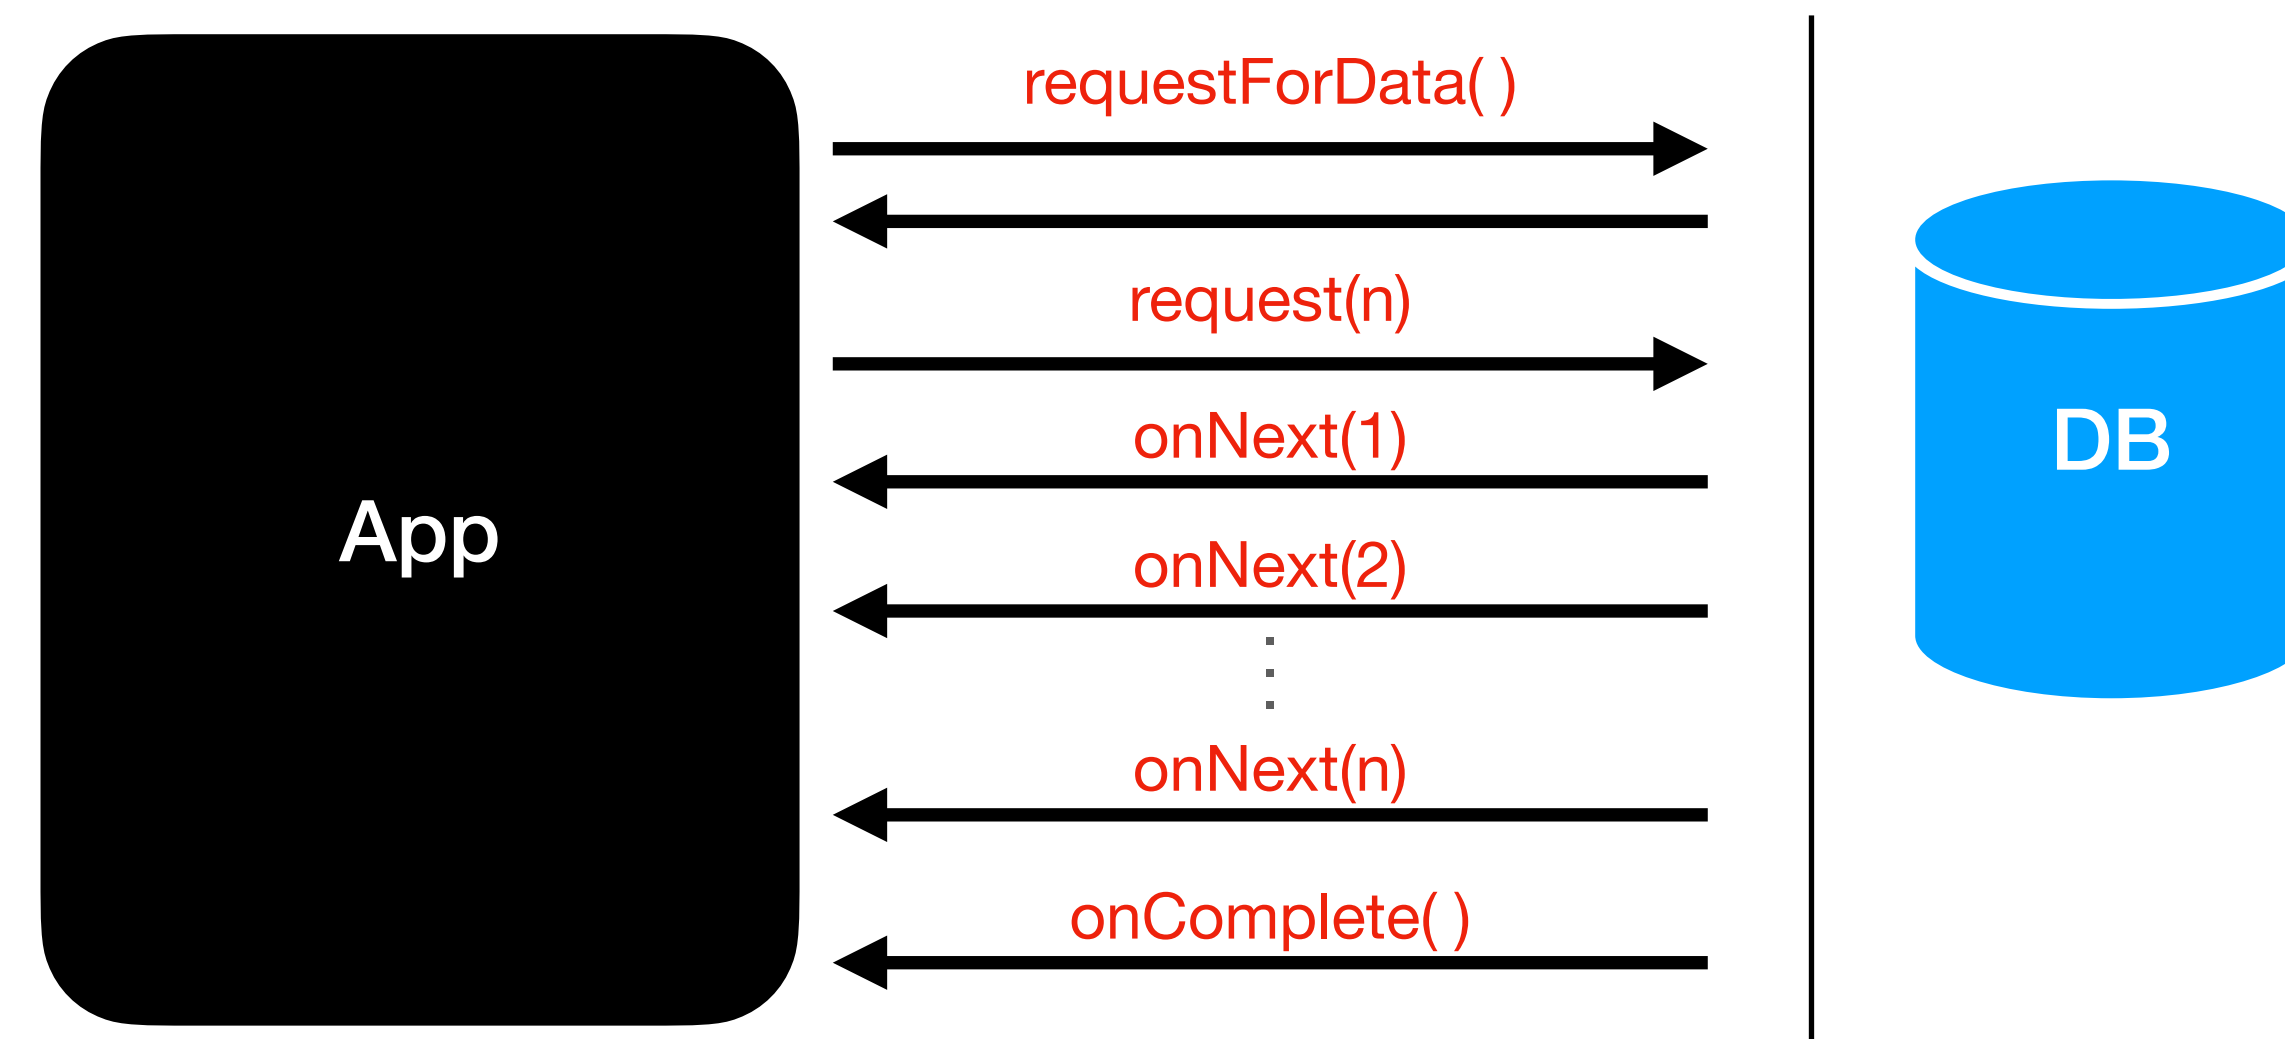 requestForData( )
request(n)
onNext(1)
onNext(2)
onNext(n)
onComplete( )
App
DB